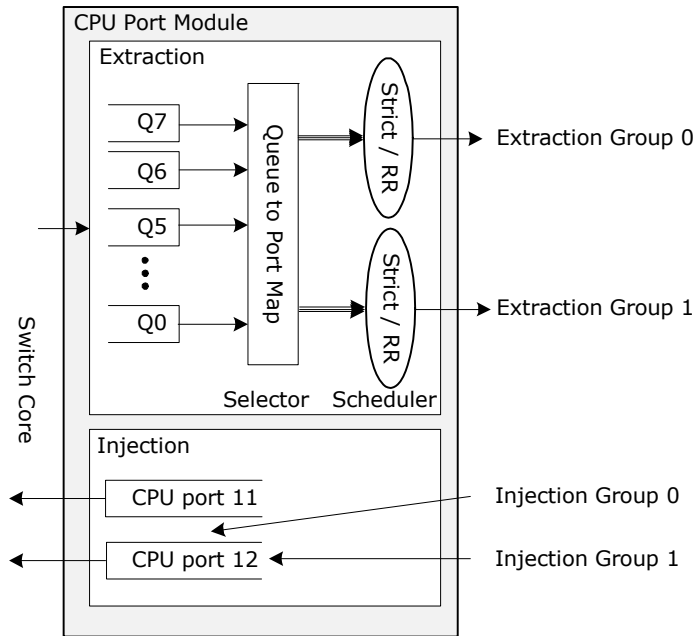 CPU Port Module
Extraction
Q7
Q6
Q5
Q0
Queue to Port Map
Strict / RR
Strict / RR
Extraction Group 0
Extraction Group 1
Selector
Scheduler
Switch Core
Injection
CPU port 11
CPU port 12
Injection Group 0
Injection Group 1